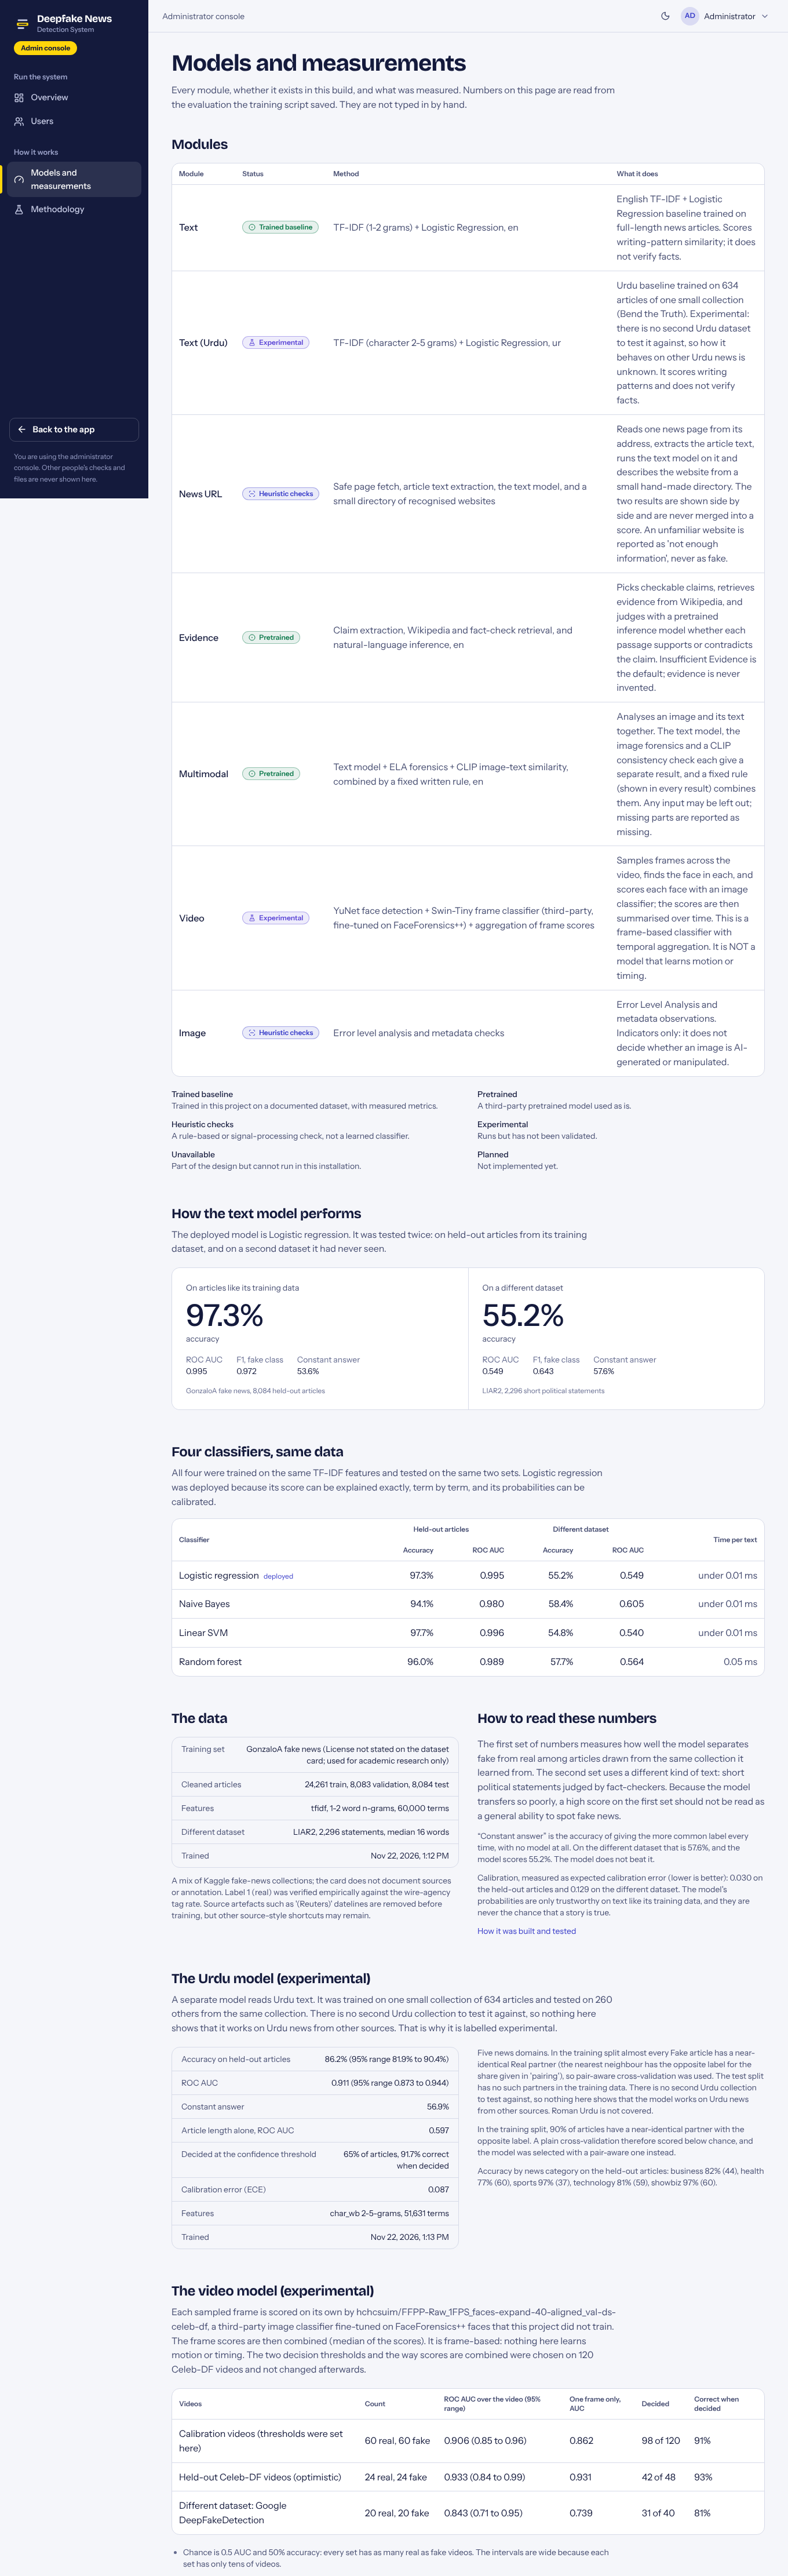 Deepfake News
Detection System
Admin console
Run the system
Overview
Users
How it works
Models and
measurements
Methodology
Back to the app
You are using the administrator
console. Other people's checks and
files are never shown here.
Administrator console
AD Administrator
Models and measurements
Every module, whether it exists in this build, and what was measured. Numbers on this page are read from
the evaluation the training script saved. They are not typed in by hand.
Modules
Module Status Method What it does
Text Trained baseline TF-IDF (1-2 grams) + Logistic Regression, en
English TF-IDF + Logistic
Regression baseline trained on
full-length news articles. Scores
writing-pattern similarity; it does
not verify facts.
Text (Urdu) Experimental TF-IDF (character 2-5 grams) + Logistic Regression, ur
Urdu baseline trained on 634
articles of one small collection
(Bend the Truth). Experimental:
there is no second Urdu dataset
to test it against, so how it
behaves on other Urdu news is
unknown. It scores writing
patterns and does not verify
facts.
News URL Heuristic checks
Safe page fetch, article text extraction, the text model, and a
small directory of recognised websites
Reads one news page from its
address, extracts the article text,
runs the text model on it and
describes the website from a
small hand-made directory. The
two results are shown side by
side and are never merged into a
score. An unfamiliar website is
reported as 'not enough
information', never as fake.
Evidence Pretrained
Claim extraction, Wikipedia and fact-check retrieval, and
natural-language inference, en
Picks checkable claims, retrieves
evidence from Wikipedia, and
judges with a pretrained
inference model whether each
passage supports or contradicts
the claim. Insufficient Evidence is
the default; evidence is never
invented.
Multimodal Pretrained
Text model + ELA forensics + CLIP image-text similarity,
combined by a fixed written rule, en
Analyses an image and its text
together. The text model, the
image forensics and a CLIP
consistency check each give a
separate result, and a fixed rule
(shown in every result) combines
them. Any input may be left out;
missing parts are reported as
missing.
Video Experimental
YuNet face detection + Swin-Tiny frame classifier (third-party,
fine-tuned on FaceForensics++) + aggregation of frame scores
Samples frames across the
video, finds the face in each, and
scores each face with an image
classifier; the scores are then
summarised over time. This is a
frame-based classifier with
temporal aggregation. It is NOT a
model that learns motion or
timing.
Image Heuristic checks Error level analysis and metadata checks
Error Level Analysis and
metadata observations.
Indicators only: it does not
decide whether an image is AI-
generated or manipulated.
Trained baseline
Trained in this project on a documented dataset, with measured metrics.
Pretrained
A third-party pretrained model used as is.
Heuristic checks
A rule-based or signal-processing check, not a learned classifier.
Experimental
Runs but has not been validated.
Unavailable
Part of the design but cannot run in this installation.
Planned
Not implemented yet.
How the text model performs
The deployed model is Logistic regression. It was tested twice: on held-out articles from its training
dataset, and on a second dataset it had never seen.
On articles like its training data
97.3%
accuracy
ROC AUC F1, fake class Constant answer
0.995 0.972 53.6%
GonzaloA fake news, 8,084 held-out articles
On a different dataset
55.2%
accuracy
ROC AUC F1, fake class Constant answer
0.549 0.643 57.6%
LIAR2, 2,296 short political statements
Four classifiers, same data
All four were trained on the same TF-IDF features and tested on the same two sets. Logistic regression
was deployed because its score can be explained exactly, term by term, and its probabilities can be
calibrated.
Classifier Held-out articles Different dataset Time per text
Accuracy ROC AUC Accuracy ROC AUC
Logistic regression deployed 97.3% 0.995 55.2% 0.549 under 0.01 ms
Naive Bayes 94.1% 0.980 58.4% 0.605 under 0.01 ms
Linear SVM 97.7% 0.996 54.8% 0.540 under 0.01 ms
Random forest 96.0% 0.989 57.7% 0.564 0.05 ms
The data
Training set GonzaloA fake news (License not stated on the dataset
card; used for academic research only)
Cleaned articles 24,261 train, 8,083 validation, 8,084 test
Features tfidf, 1-2 word n-grams, 60,000 terms
Different dataset LIAR2, 2,296 statements, median 16 words
Trained Nov 22, 2026, 1:12 PM
A mix of Kaggle fake-news collections; the card does not document sources
or annotation. Label 1 (real) was verified empirically against the wire-agency
tag rate. Source artefacts such as '(Reuters)' datelines are removed before
training, but other source-style shortcuts may remain.
How to read these numbers
The first set of numbers measures how well the model separates
fake from real among articles drawn from the same collection it
learned from. The second set uses a different kind of text: short
political statements judged by fact-checkers. Because the model
transfers so poorly, a high score on the first set should not be read as
a general ability to spot fake news.
“Constant answer” is the accuracy of giving the more common label every
time, with no model at all. On the different dataset that is 57.6%, and the
model scores 55.2%. The model does not beat it.
Calibration, measured as expected calibration error (lower is better): 0.030 on
the held-out articles and 0.129 on the different dataset. The model's
probabilities are only trustworthy on text like its training data, and they are
never the chance that a story is true.
How it was built and tested
The Urdu model (experimental)
A separate model reads Urdu text. It was trained on one small collection of 634 articles and tested on 260
others from the same collection. There is no second Urdu collection to test it against, so nothing here
shows that it works on Urdu news from other sources. That is why it is labelled experimental.
Accuracy on held-out articles 86.2% (95% range 81.9% to 90.4%)
ROC AUC 0.911 (95% range 0.873 to 0.944)
Constant answer 56.9%
Article length alone, ROC AUC 0.597
Decided at the confidence threshold 65% of articles, 91.7% correct
when decided
Calibration error (ECE) 0.087
Features char_wb 2-5-grams, 51,631 terms
Trained Nov 22, 2026, 1:13 PM
Five news domains. In the training split almost every Fake article has a near-
identical Real partner (the nearest neighbour has the opposite label for the
share given in 'pairing'), so pair-aware cross-validation was used. The test split
has no such partners in the training data. There is no second Urdu collection
to test against, so nothing here shows that the model works on Urdu news
from other sources. Roman Urdu is not covered.
In the training split, 90% of articles have a near-identical partner with the
opposite label. A plain cross-validation therefore scored below chance, and
the model was selected with a pair-aware one instead.
Accuracy by news category on the held-out articles: business 82% (44), health
77% (60), sports 97% (37), technology 81% (59), showbiz 97% (60).
The video model (experimental)
Each sampled frame is scored on its own by hchcsuim/FFPP-Raw_1FPS_faces-expand-40-aligned_val-ds-
celeb-df, a third-party image classifier fine-tuned on FaceForensics++ faces that this project did not train.
The frame scores are then combined (median of the scores). It is frame-based: nothing here learns
motion or timing. The two decision thresholds and the way scores are combined were chosen on 120
Celeb-DF videos and not changed afterwards.
Videos Count ROC AUC over the video (95%
range) One frame only,
AUC Decided Correct when
decided
Calibration videos (thresholds were set
here) 60 real, 60 fake 0.906 (0.85 to 0.96) 0.862 98 of 120 91%
Held-out Celeb-DF videos (optimistic) 24 real, 24 fake 0.933 (0.84 to 0.99) 0.931 42 of 48 93%
Different dataset: Google
DeepFakeDetection 20 real, 20 fake 0.843 (0.71 to 0.95) 0.739 31 of 40 81%
• Chance is 0.5 AUC and 50% accuracy: every set has as many real as fake videos. The intervals are wide because each
set has only tens of videos.